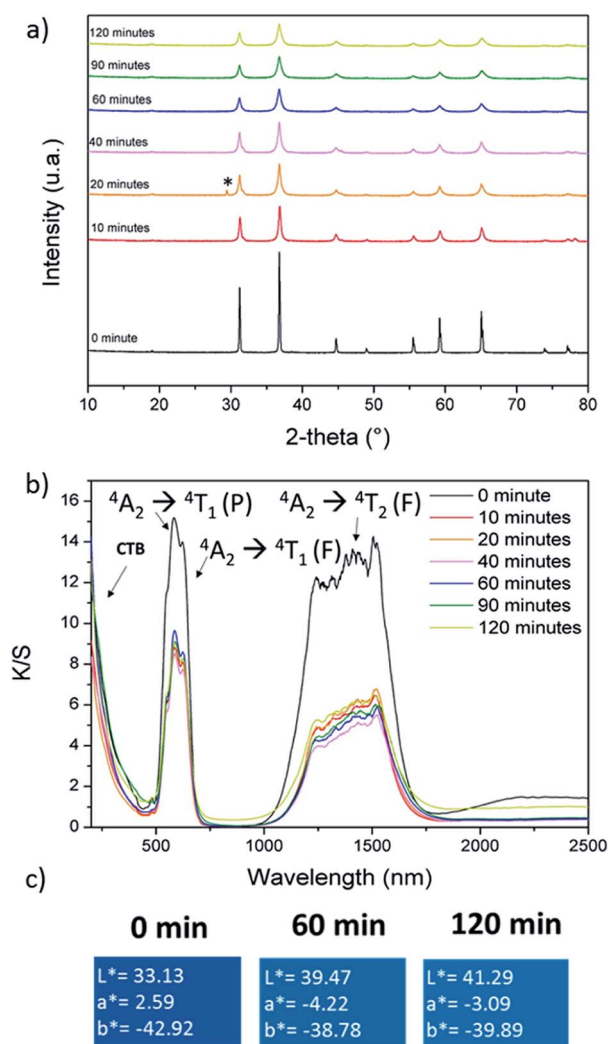 a)
120 minutes
90 minutes
60 minutes
40 minutes
20 minutes
*
10 minutes
0 minute
Intensity (u.a.)
10 20 30 40 50 60 70 80
2-theta (°)
b)
16
14
12
10
8
6
4
2
0
K/S
⁴A₂ → ⁴T₁ (P)
⁴A₂ → ⁴T₂ (F)
CTB
⁴A₂ → ⁴T₁ (F)
0 minute
10 minutes
20 minutes
40 minutes
60 minutes
90 minutes
120 minutes
500 1000 1500 2000 2500
Wavelength (nm)
c)
0 min
60 min
120 min
L*= 33.13
a*= 2.59
b*= -42.92
L*= 39.47
a*= -4.22
b*= -38.78
L*= 41.29
a*= -3.09
b*= -39.89